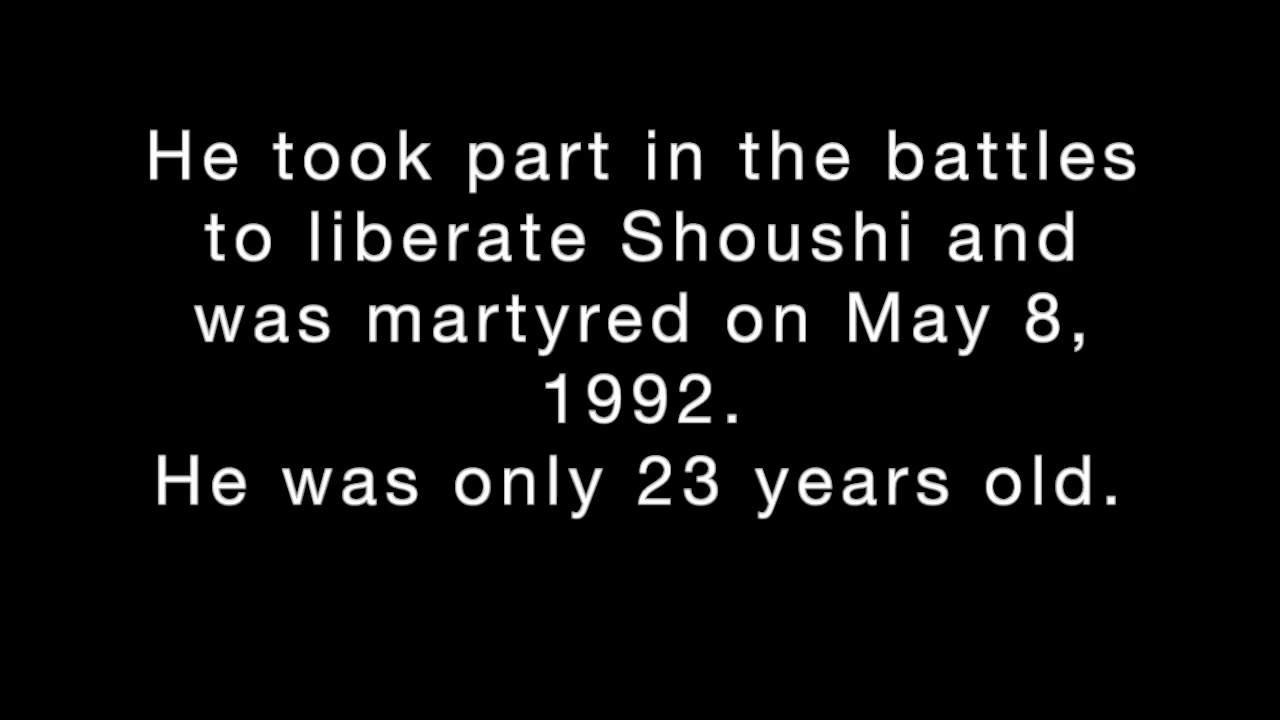 He took part in the battles
to liberate Shoushi and
was martyred on May 8,
1992.
He was only 23 years old.